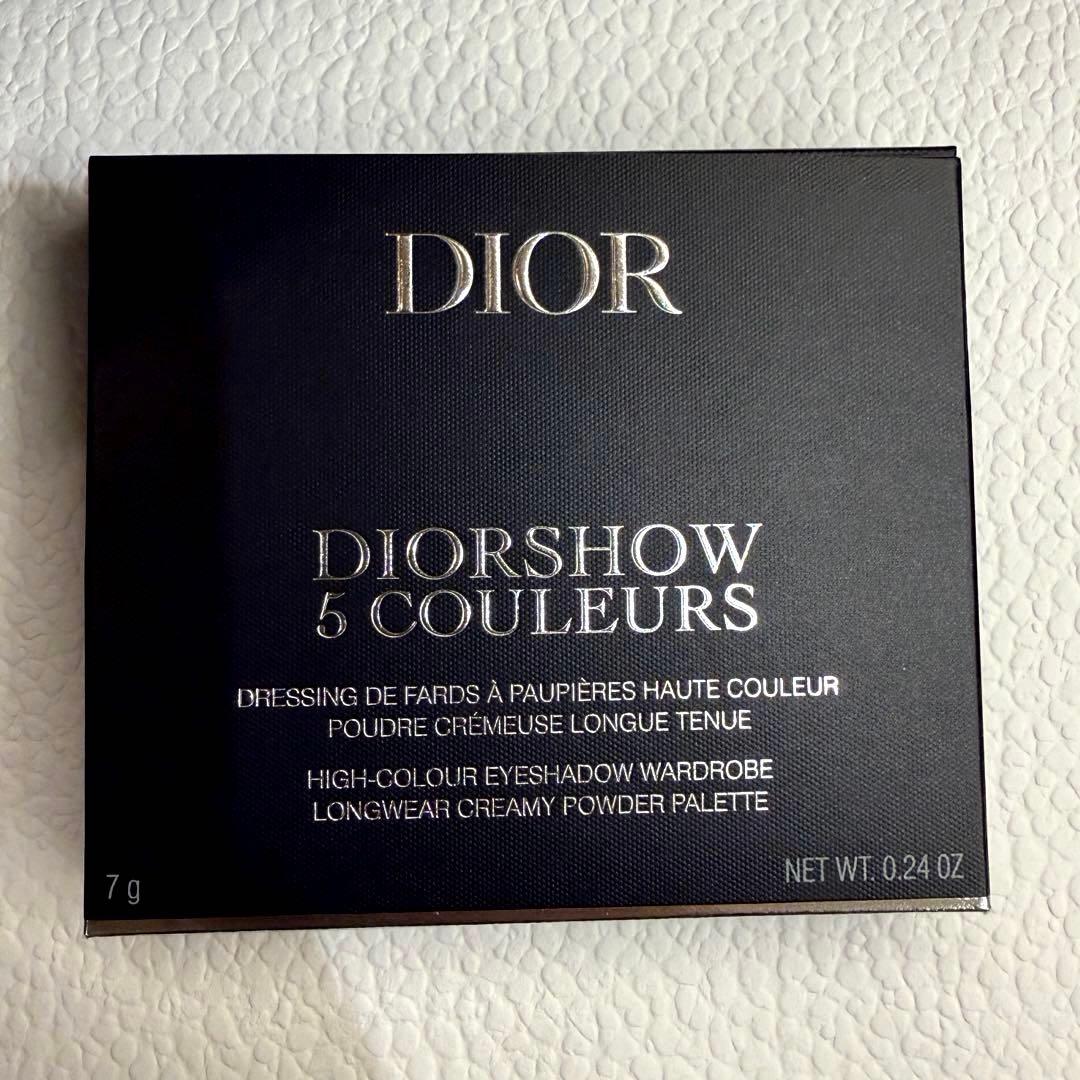 DIOR
DIORSHOW
5 COULEURS
DRESSING DE FARDS À PAUPIÈRES HAUTE COULEUR
POUDRE CRÉMEUSE LONGUE TENUE
HIGH-COLOUR EYESHADOW WARDROBE
LONGWEAR CREAMY POWDER PALETTE
7 g
NET WT. 0.24 OZ